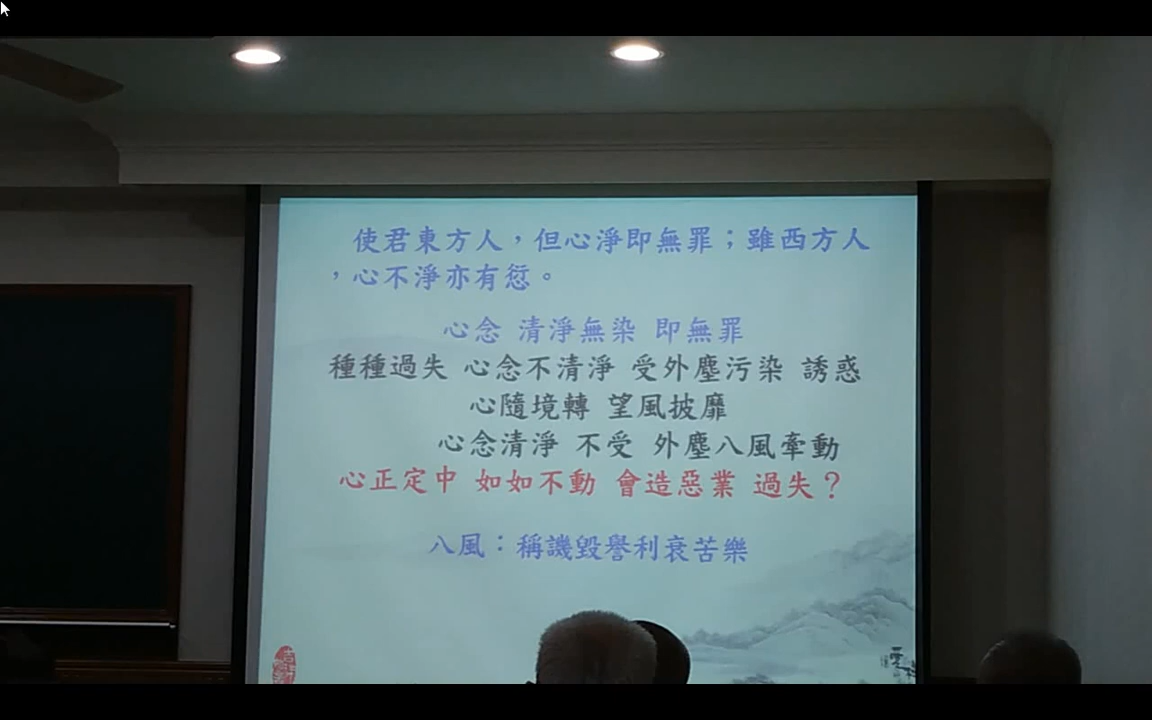 使君東方人，但心淨即無罪；雖西方人
，心不淨亦有愆。
心念 清淨無染 即無罪
種種過失 心念不清淨 受外塵污染 誘惑
心隨境轉 望風披靡
心念清淨 不受 外塵八風牽動
心正定中 如如不動 會造惡業 過失？
八風：稱譏毀譽利衰苦樂